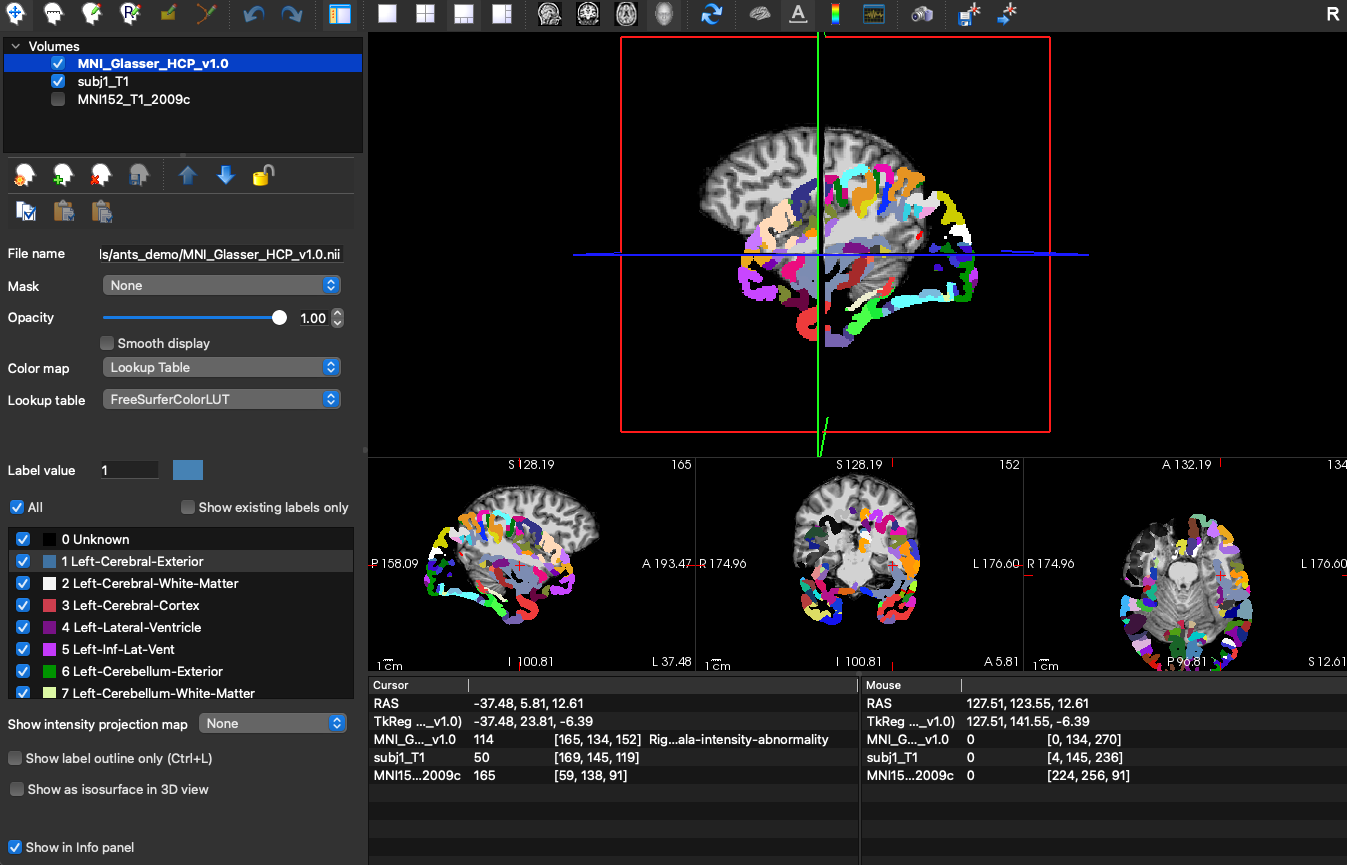 R
Volumes
MNI_Glasser_HCP_v1.0
subj1_T1
MNI152_T1_2009c
File name ls/ants_demo/MNI_Glasser_HCP_v1.0.nii
Mask None
Opacity 1.00
Smooth display
Color map Lookup Table
Lookup table FreeSurferColorLUT
Label value 1
All Show existing labels only
0 Unknown
1 Left-Cerebral-Exterior
2 Left-Cerebral-White-Matter
3 Left-Cerebral-Cortex
4 Left-Lateral-Ventricle
5 Left-Inf-Lat-Vent
6 Left-Cerebellum-Exterior
7 Left-Cerebellum-White-Matter
Show intensity projection map None
Show label outline only (Ctrl+L)
Show as isosurface in 3D view
Show in Info panel
S 128.19 165
P 158.09 A 193.47
1 cm I 100.81 L 37.48
S 128.19 152
R 174.96 L 176.60
1 cm I 100.81 A 5.81
A 132.19 134
R 174.96 L 176.60
1 cm P 96.81 S 12.61
Cursor
RAS -37.48, 5.81, 12.61
TkReg ..._v1.0) -37.48, 23.81, -6.39
MNI_G..._v1.0 114 [165, 134, 152] Rig...ala-intensity-abnormality
subj1_T1 50 [169, 145, 119]
MNI15...2009c 165 [59, 138, 91]
Mouse
RAS 127.51, 123.55, 12.61
TkReg ..._v1.0) 127.51, 141.55, -6.39
MNI_G..._v1.0 0 [0, 134, 270]
subj1_T1 0 [4, 145, 236]
MNI15...2009c 0 [224, 256, 91]